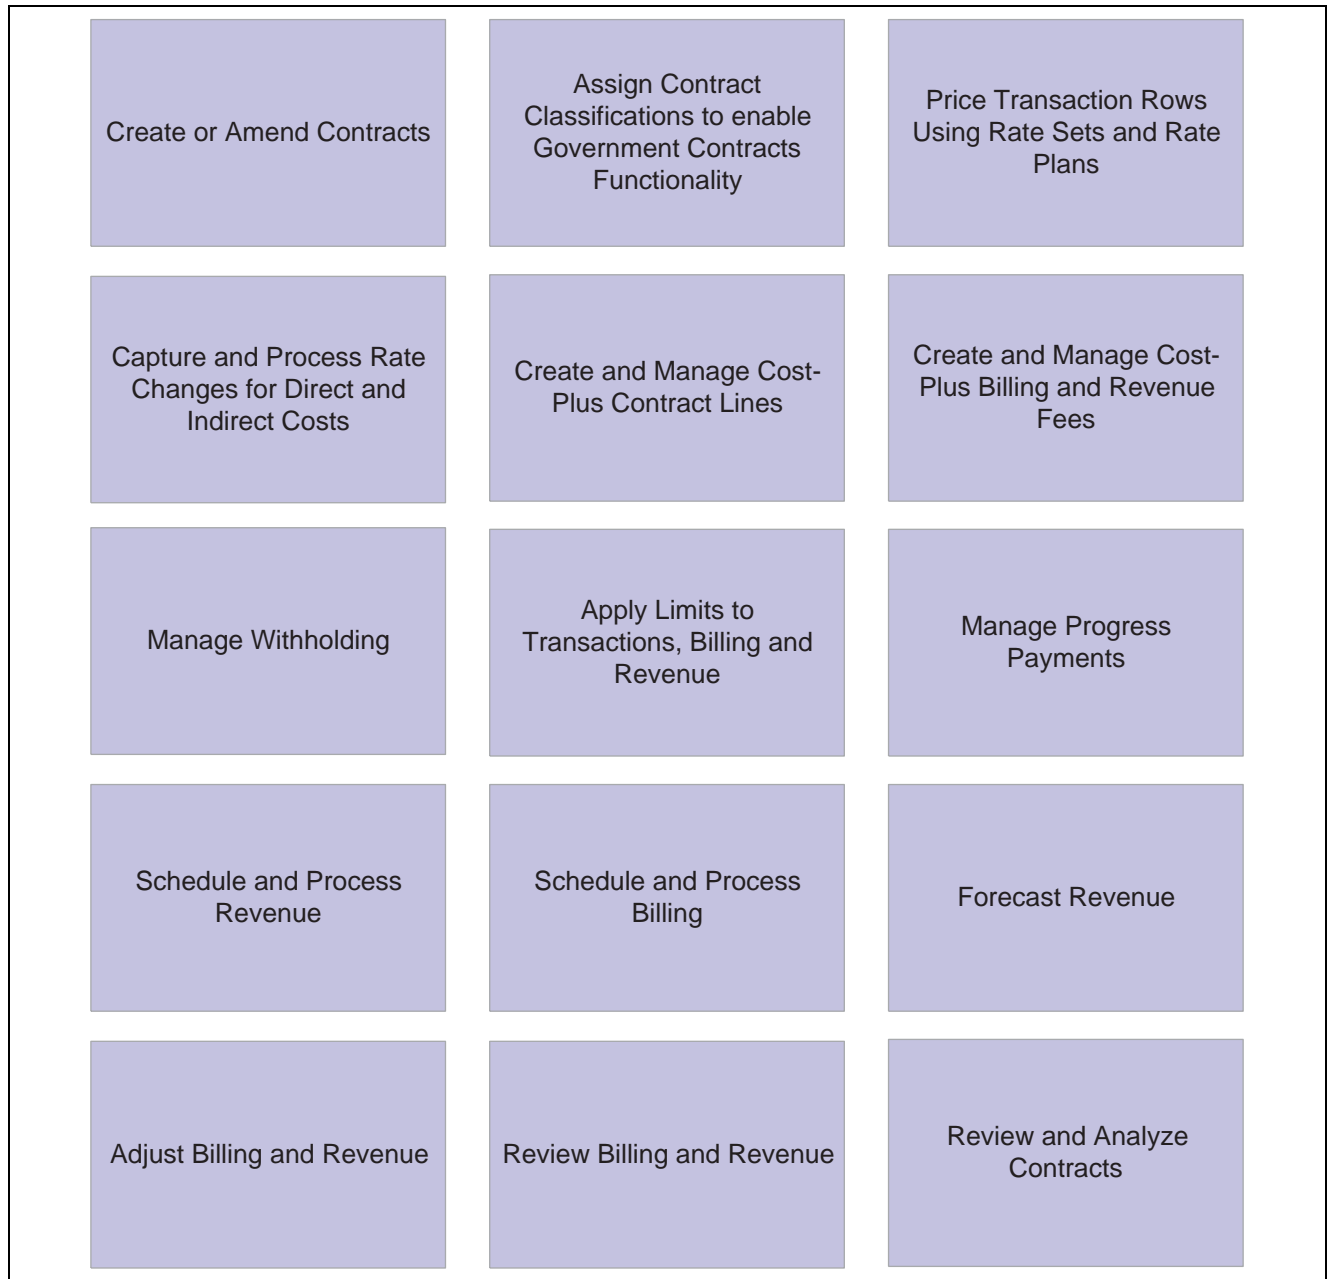 Create or Amend Contracts
Assign Contract
Classifications to enable
Government Contracts
Functionality
Price Transaction Rows
Using Rate Sets and Rate
Plans
Capture and Process Rate
Changes for Direct and
Indirect Costs
Create and Manage Cost-
Plus Contract Lines
Create and Manage Cost-
Plus Billing and Revenue
Fees
Manage Withholding
Apply Limits to
Transactions, Billing and
Revenue
Manage Progress
Payments
Schedule and Process
Revenue
Schedule and Process
Billing
Forecast Revenue
Adjust Billing and Revenue
Review Billing and Revenue
Review and Analyze
Contracts